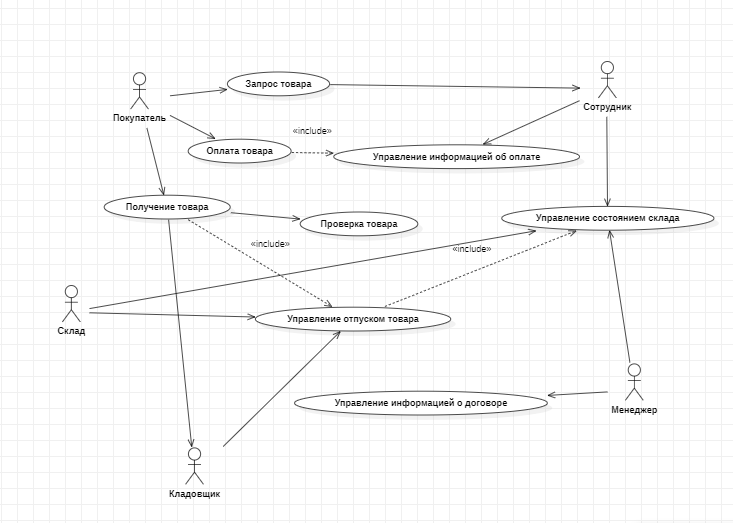 Запрос товара
Покупатель
Сотрудник
«include»
Оплата товара
Управление информацией об оплате
Получение товара
Проверка товара
Управление состоянием склада
«include»
«include»
Склад
Управление отпуском товара
Управление информацией о договоре
Менеджер
Кладовщик